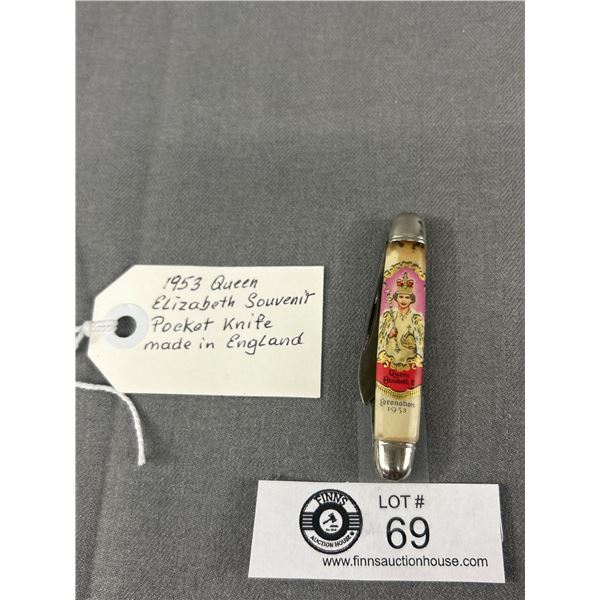 1953 Queen
Elizabeth Souvenir
Pocket Knife
made in England
Queen
Elizabeth II
Coronation
1953
FINNS
AUCTION HOUSE
LOT #
69
www.finnsauctionhouse.com